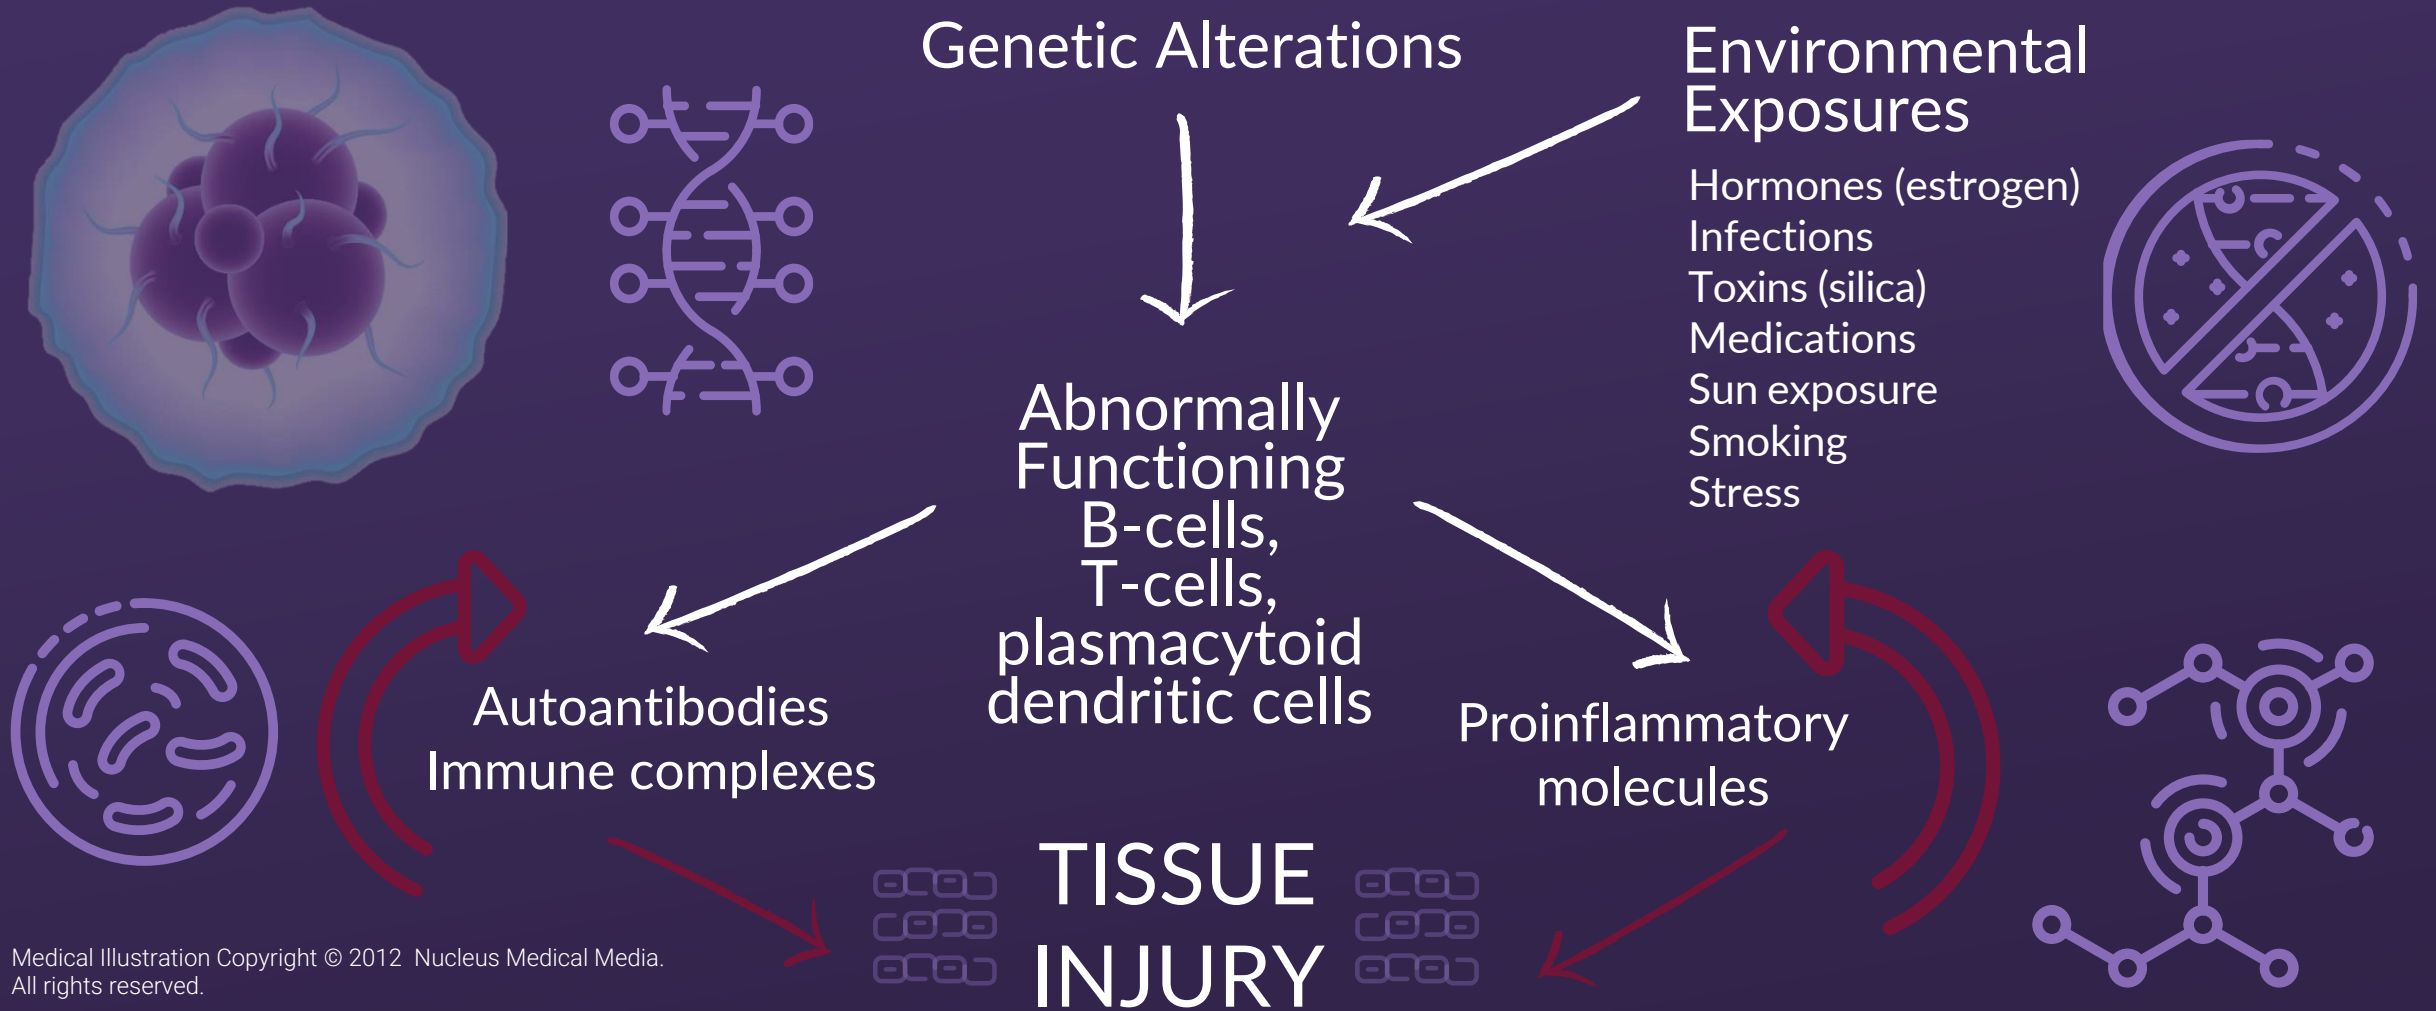 Genetic Alterations
Environmental
Exposures
Hormones (estrogen)
Infections
Toxins (silica)
Medications
Sun exposure
Smoking
Stress
Abnormally
Functioning
B-cells,
T-cells,
plasmacytoid
dendritic cells
Autoantibodies
Immune complexes
Proinflammatory
molecules
TISSUE
INJURY
Medical Illustration Copyright © 2012 Nucleus Medical Media.
All rights reserved.